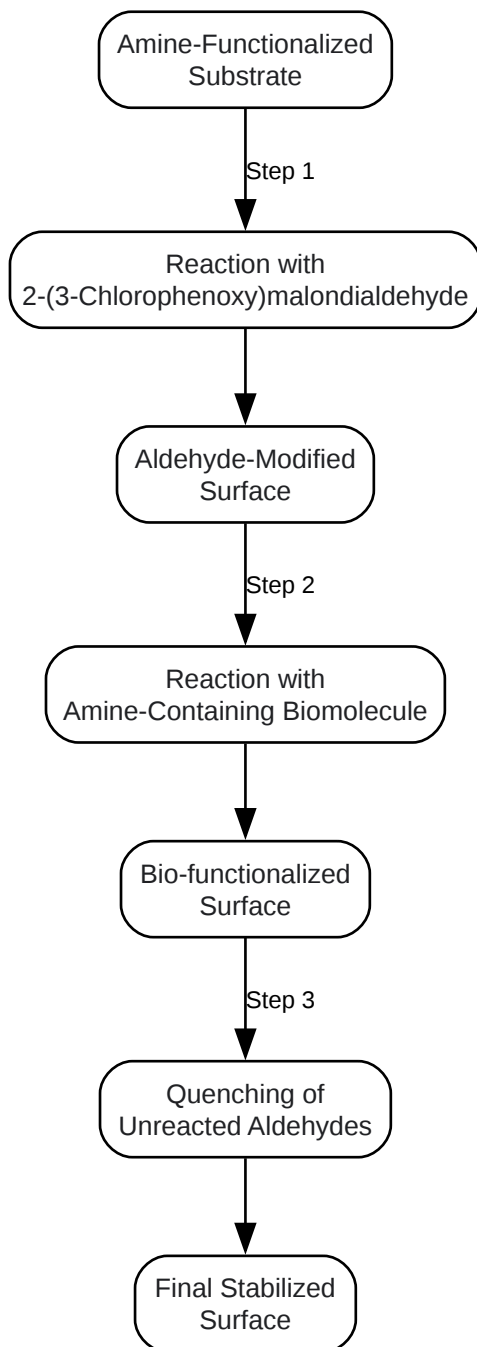 Amine-Functionalized
Substrate
Step 1
Reaction with
2-(3-Chlorophenoxy)malondialdehyde
Aldehyde-Modified
Surface
Step 2
Reaction with
Amine-Containing Biomolecule
Bio-functionalized
Surface
Step 3
Quenching of
Unreacted Aldehydes
Final Stabilized
Surface